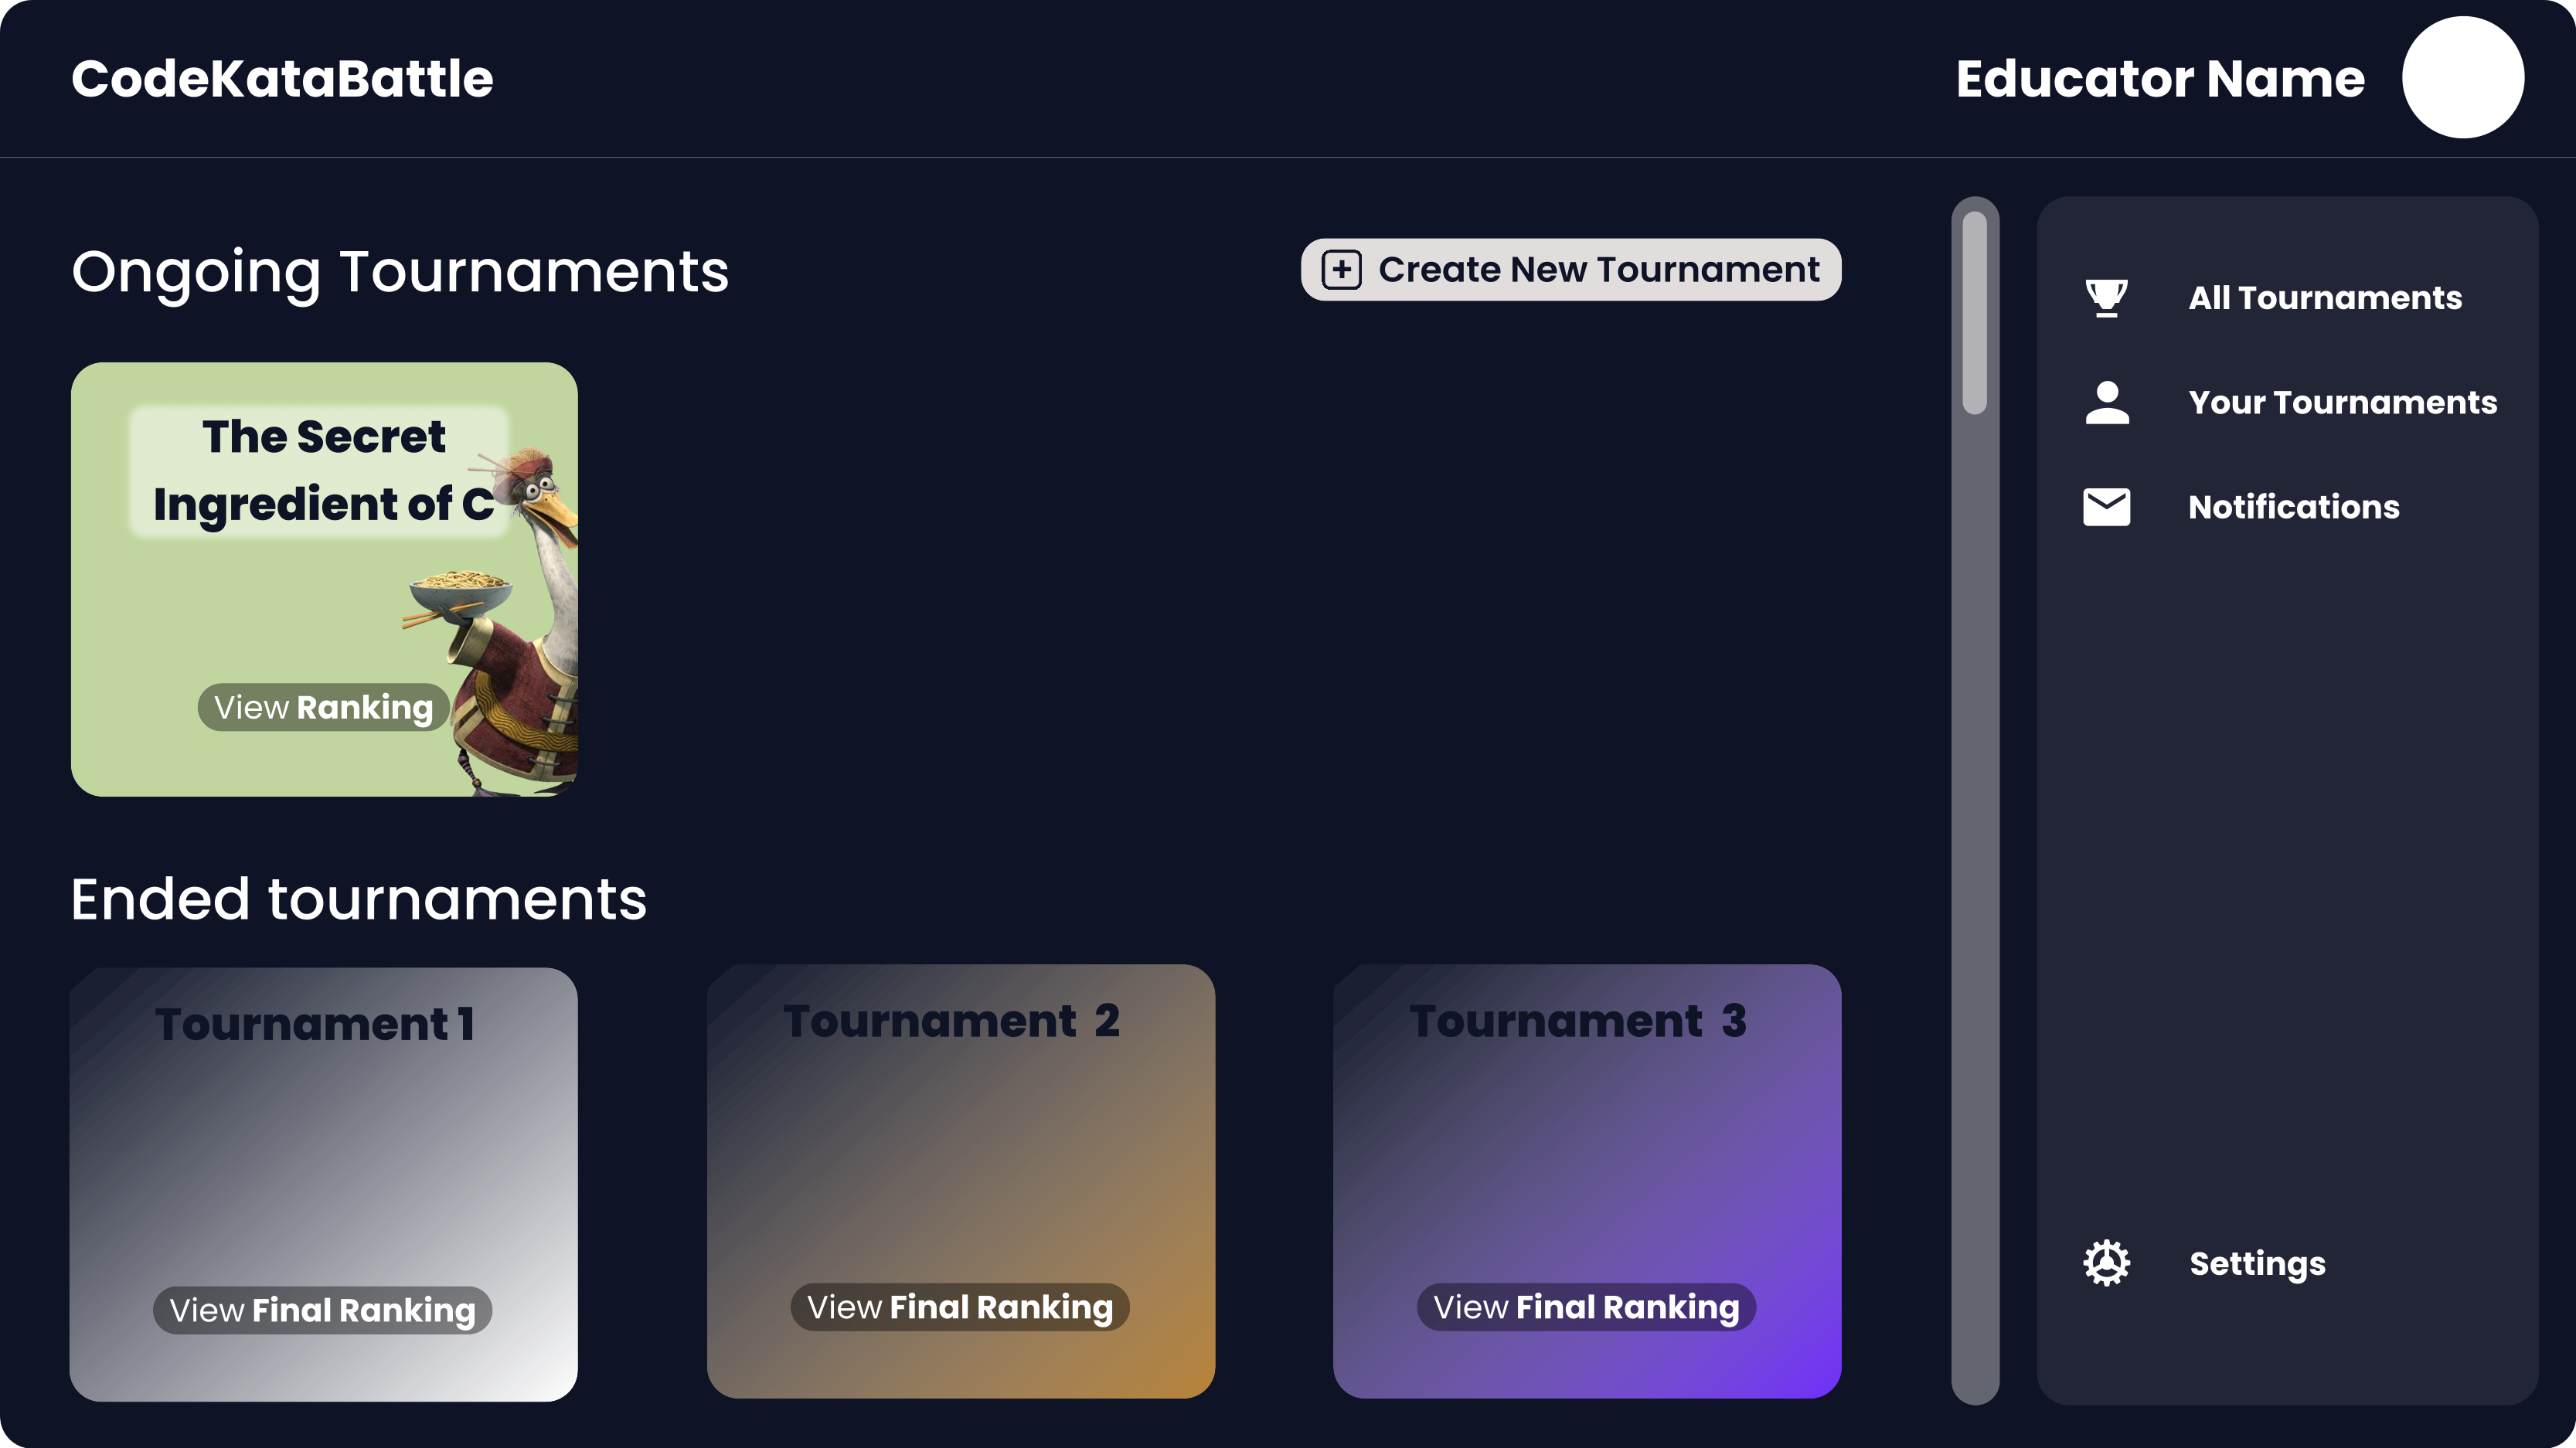 CodeKataBattle
Educator Name
Ongoing Tournaments
Create New Tournament
The Secret
Ingredient of C
View Ranking
Ended tournaments
Tournament 1
Tournament 2
Tournament 3
View Final Ranking
View Final Ranking
View Final Ranking
All Tournaments
Your Tournaments
Notifications
Settings